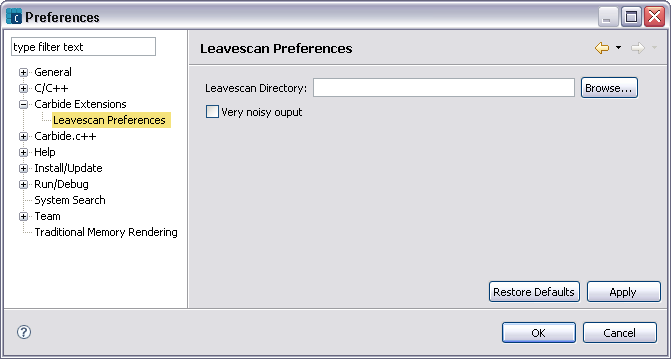 Preferences
type filter text
General
C/C++
Carbide Extensions
Leavescan Preferences
Carbide.c++
Help
Install/Update
Run/Debug
System Search
Team
Traditional Memory Rendering
Leavescan Preferences
Leavescan Directory:
Browse...
Very noisy ouput
Restore Defaults
Apply
OK
Cancel